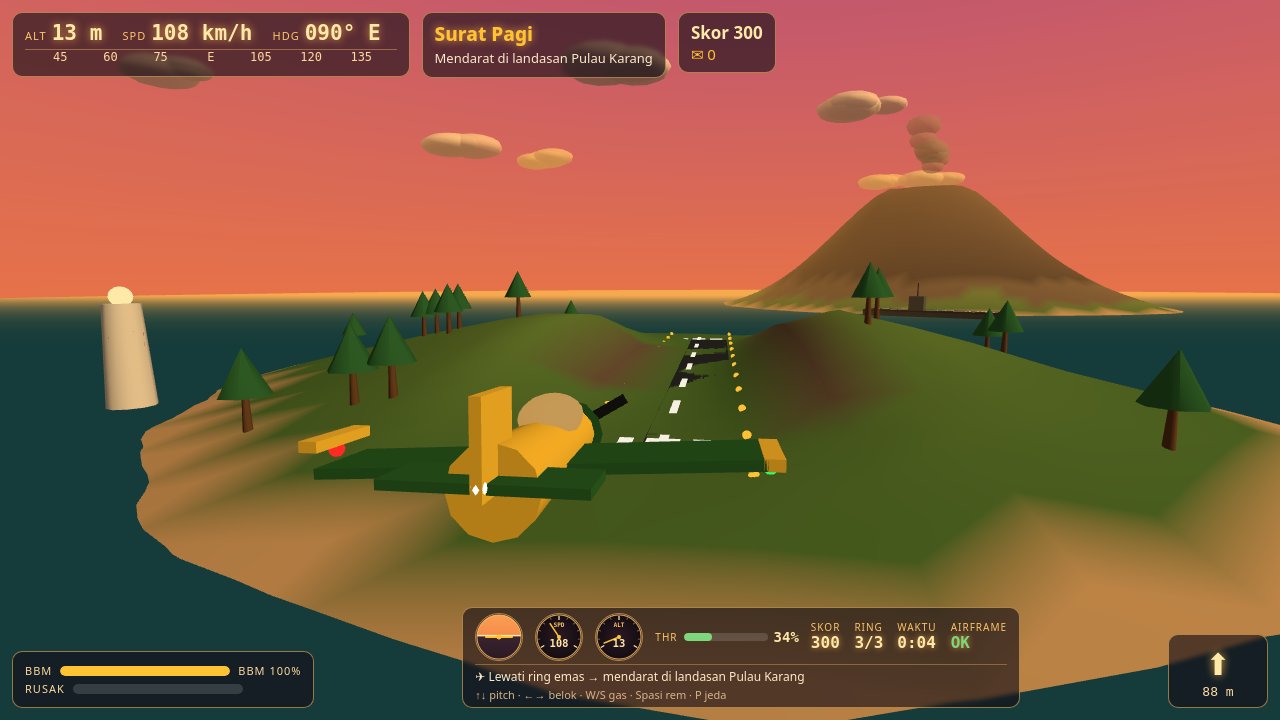 ALT 13 m SPD 108 km/h HDG 090° E
45 60 75 E 105 120 135
Surat Pagi
Mendarat di landasan Pulau Karang
Skor 300
✉ 0
SPD 108
ALT 13
THR 34%
SKOR RING WAKTU AIRFRAME
300 3/3 0:04 OK
✈ Lewati ring emas → mendarat di landasan Pulau Karang
↑↓ pitch · ←→ belok · W/S gas · Spasi rem · P jeda
BBM BBM 100%
RUSAK
⬆
88 m